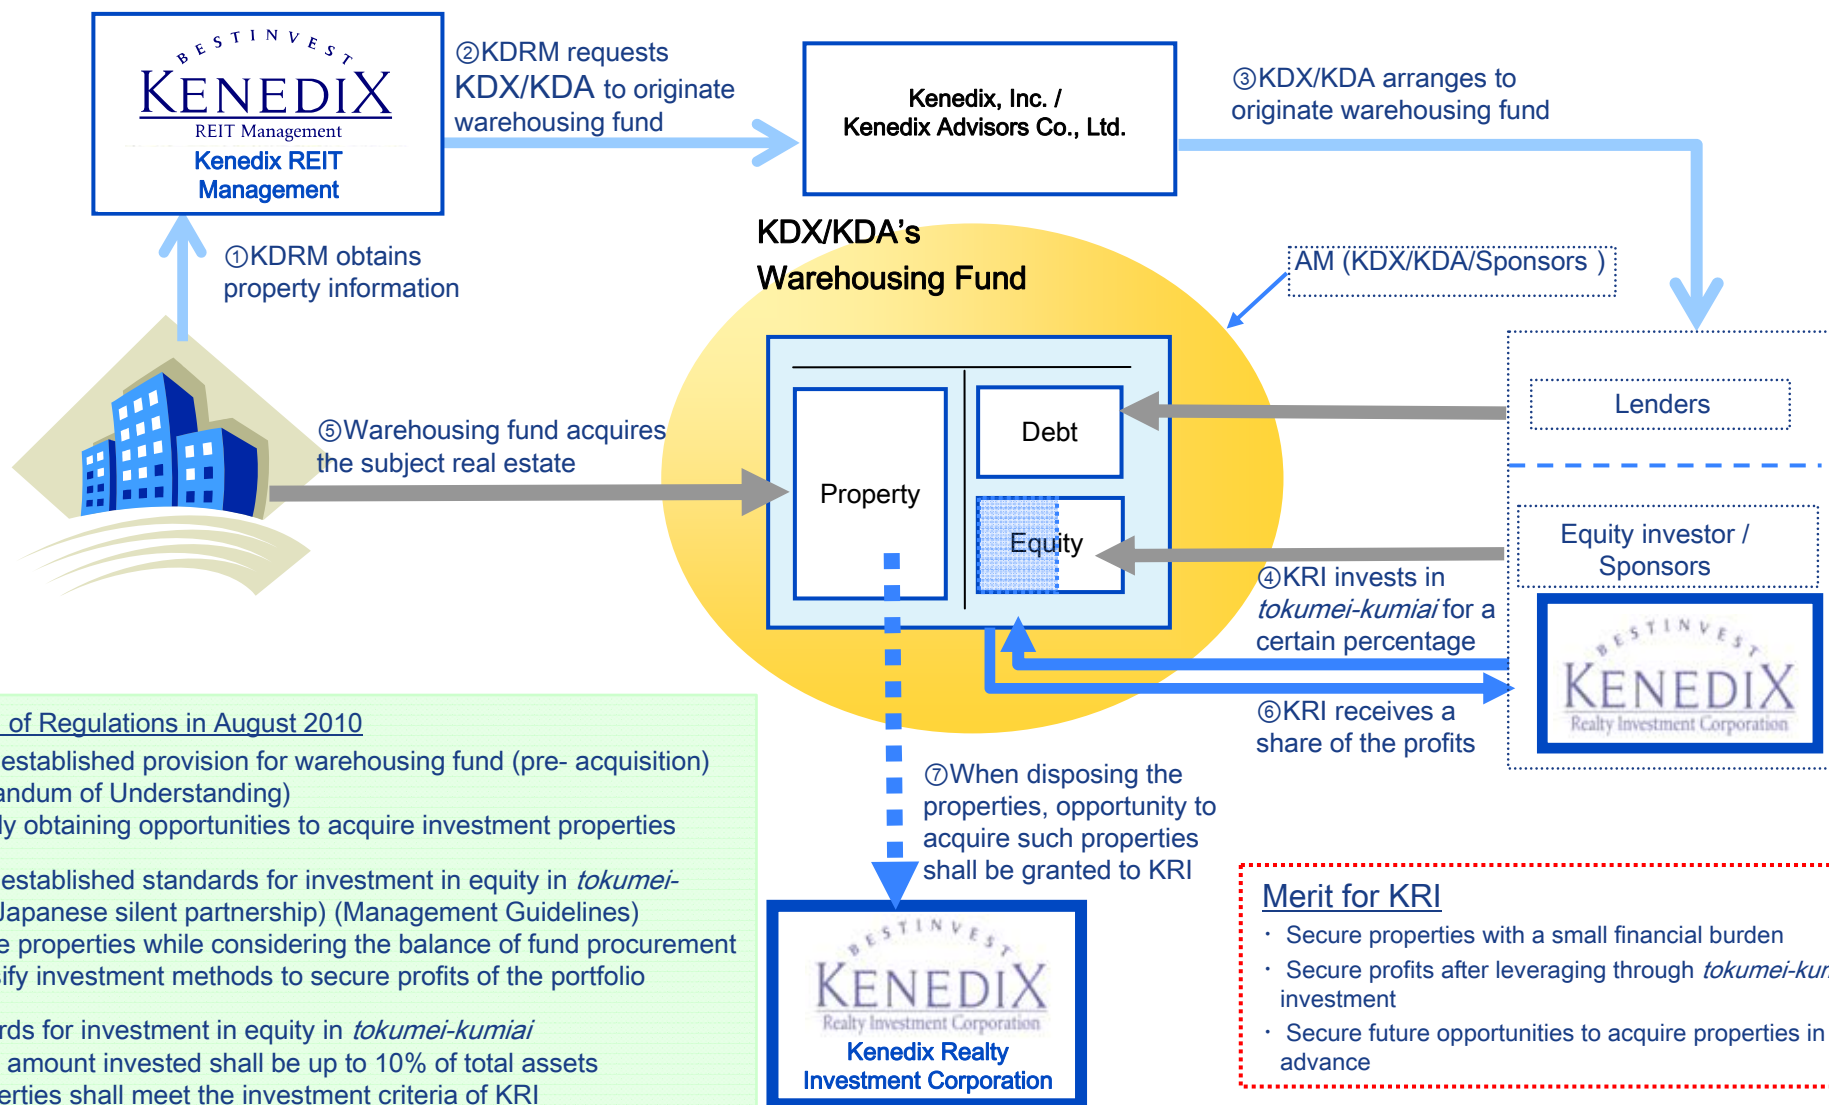 BESTINVEST
KENEDIX
REIT Management
Kenedix REIT
Management
②KDRM requests
KDX/KDA to originate
warehousing fund
Kenedix, Inc. /
Kenedix Advisors Co., Ltd.
③KDX/KDA arranges to
originate warehousing fund
①KDRM obtains
property information
KDX/KDA's
Warehousing Fund
AM (KDX/KDA/Sponsors )
⑤Warehousing fund acquires
the subject real estate
Property
Debt
Equity
Lenders
Equity investor /
Sponsors
④KRI invests in
tokumei-kumiai for a
certain percentage
BESTINVEST
KENEDIX
Realty Investment Corporation
⑥KRI receives a
share of the profits
⑦When disposing the
properties, opportunity to
acquire such properties
shall be granted to KRI
BESTINVEST
KENEDIX
Realty Investment Corporation
Kenedix Realty
Investment Corporation
of Regulations in August 2010
established provision for warehousing fund (pre- acquisition)
of Understanding)
obtaining opportunities to acquire investment properties
established standards for investment in equity in tokumei-
Japanese silent partnership) (Management Guidelines)
properties while considering the balance of fund procurement
investment methods to secure profits of the portfolio
for investment in equity in tokumei-kumiai
amount invested shall be up to 10% of total assets
shall meet the investment criteria of KRI
Merit for KRI
・ Secure properties with a small financial burden
・ Secure profits after leveraging through
investment
・ Secure future opportunities to acquire properties in
advance